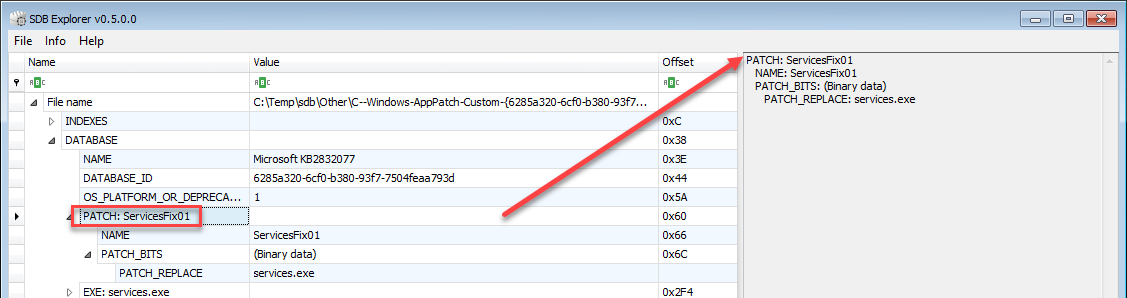 SDB Explorer v0.5.0.0
File Info Help
Name Value Offset
ABC ABC ABC
File name C:\Temp\sdb\Other\C--Windows-AppPatch-Custom-{6285a320-6cf0-b380-93f7...
INDEXES 0xC
DATABASE 0x38
NAME Microsoft KB2832077 0x3E
DATABASE_ID 6285a320-6cf0-b380-93f7-7504feaa793d 0x44
OS_PLATFORM_OR_DEPRECA... 1 0x5A
PATCH: ServicesFix01 0x60
NAME ServicesFix01 0x66
PATCH_BITS (Binary data) 0x6C
PATCH_REPLACE services.exe
EXE: services.exe 0x2F4
PATCH: ServicesFix01
NAME: ServicesFix01
PATCH_BITS: (Binary data)
PATCH_REPLACE: services.exe